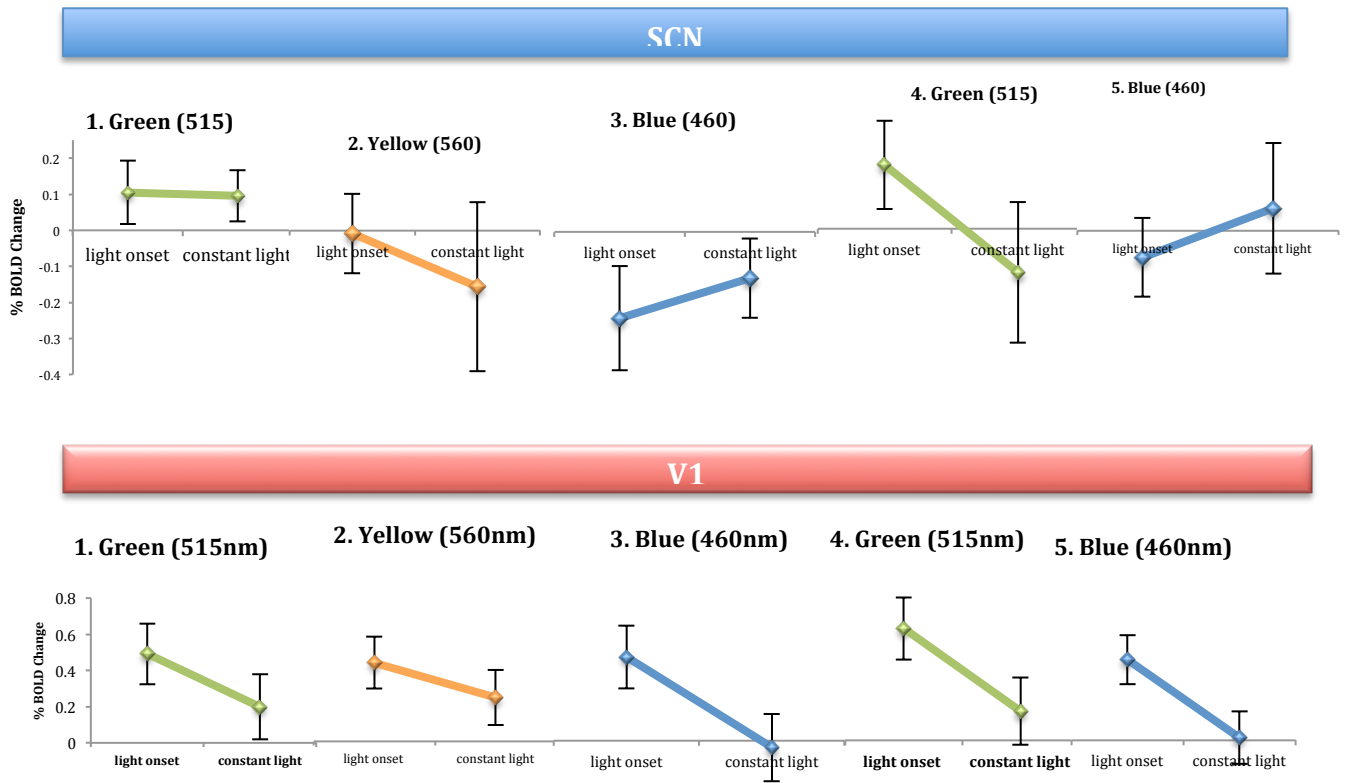 SCN
1. Green (515)
2. Yellow (560)
3. Blue (460)
4. Green (515)
5. Blue (460)
% BOLD Change
0.2
0.1
0
-0.1
-0.2
-0.3
-0.4
light onset constant light
light onset constant light
light onset constant light
light onset constant light
light onset constant light
V1
1. Green (515nm)
2. Yellow (560nm)
3. Blue (460nm)
4. Green (515nm)
5. Blue (460nm)
% BOLD Change
0.8
0.6
0.4
0.2
0
light onset constant light
light onset constant light
light onset constant light
light onset constant light
light onset constant light